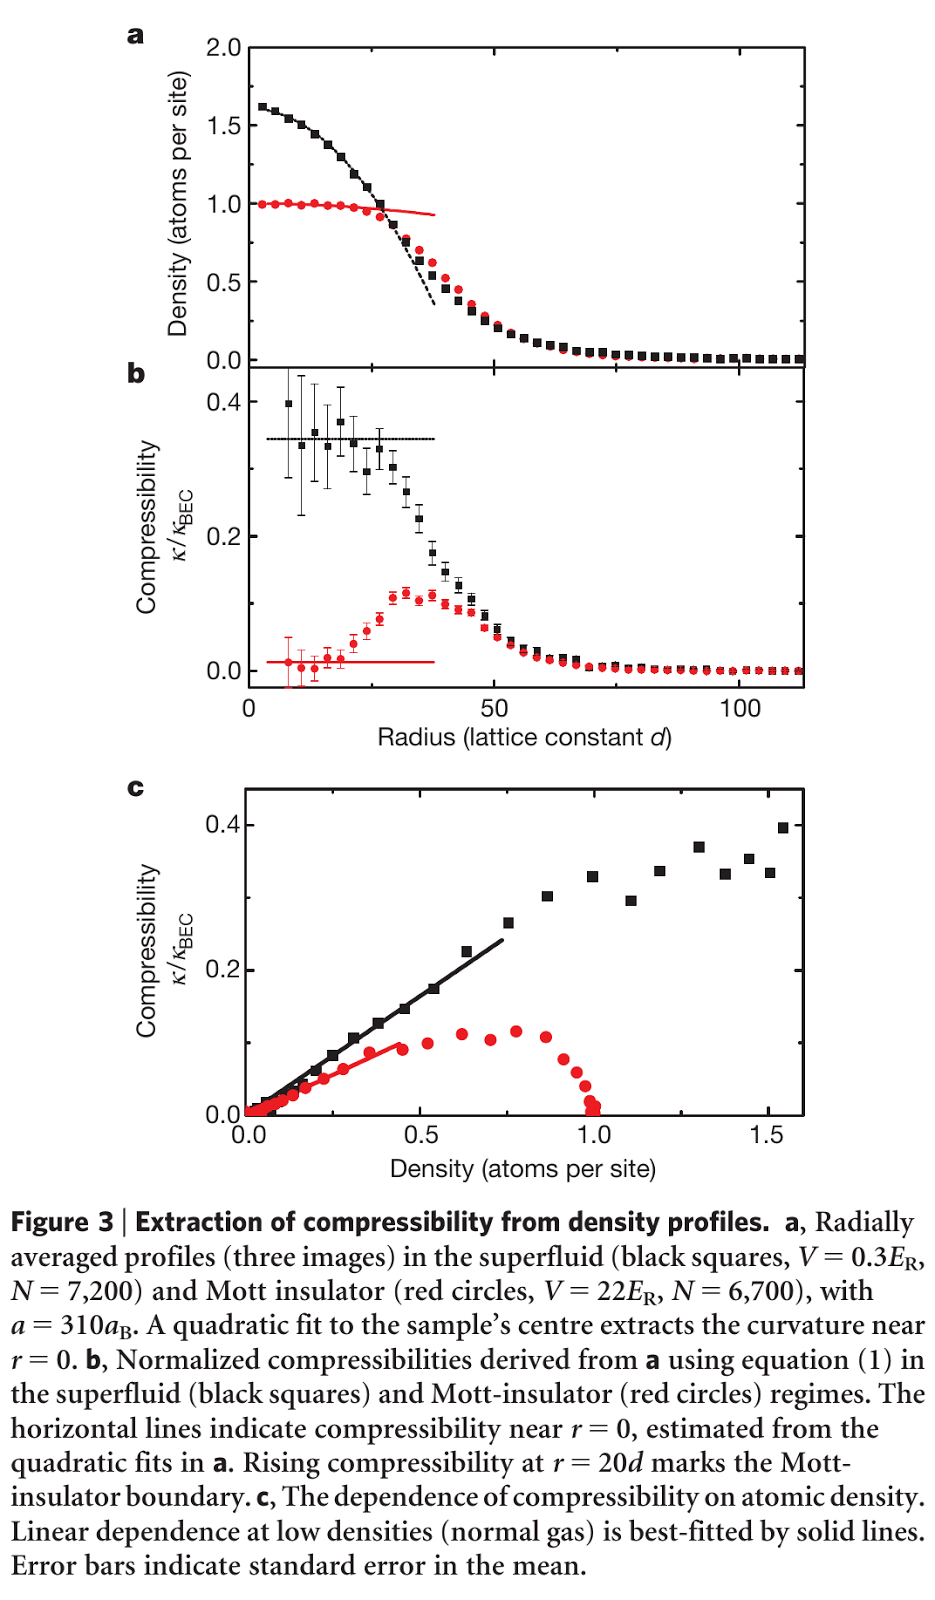 a
2.0
1.5
1.0
0.5
0.0
Density (atoms per site)
b
0.4
0.2
0.0
Compressibility
κ/κBEC
0 50 100
Radius (lattice constant d)
c
0.4
0.2
0.0
Compressibility
κ/κBEC
0.0 0.5 1.0 1.5
Density (atoms per site)
Figure 3 | Extraction of compressibility from density profiles. a, Radially
averaged profiles (three images) in the superfluid (black squares, V = 0.3ER,
N = 7,200) and Mott insulator (red circles, V = 22ER, N = 6,700), with
a = 310aB. A quadratic fit to the sample’s centre extracts the curvature near
r = 0. b, Normalized compressibilities derived from a using equation (1) in
the superfluid (black squares) and Mott-insulator (red circles) regimes. The
horizontal lines indicate compressibility near r = 0, estimated from the
quadratic fits in a. Rising compressibility at r = 20d marks the Mott-
insulator boundary. c, The dependence of compressibility on atomic density.
Linear dependence at low densities (normal gas) is best-fitted by solid lines.
Error bars indicate standard error in the mean.